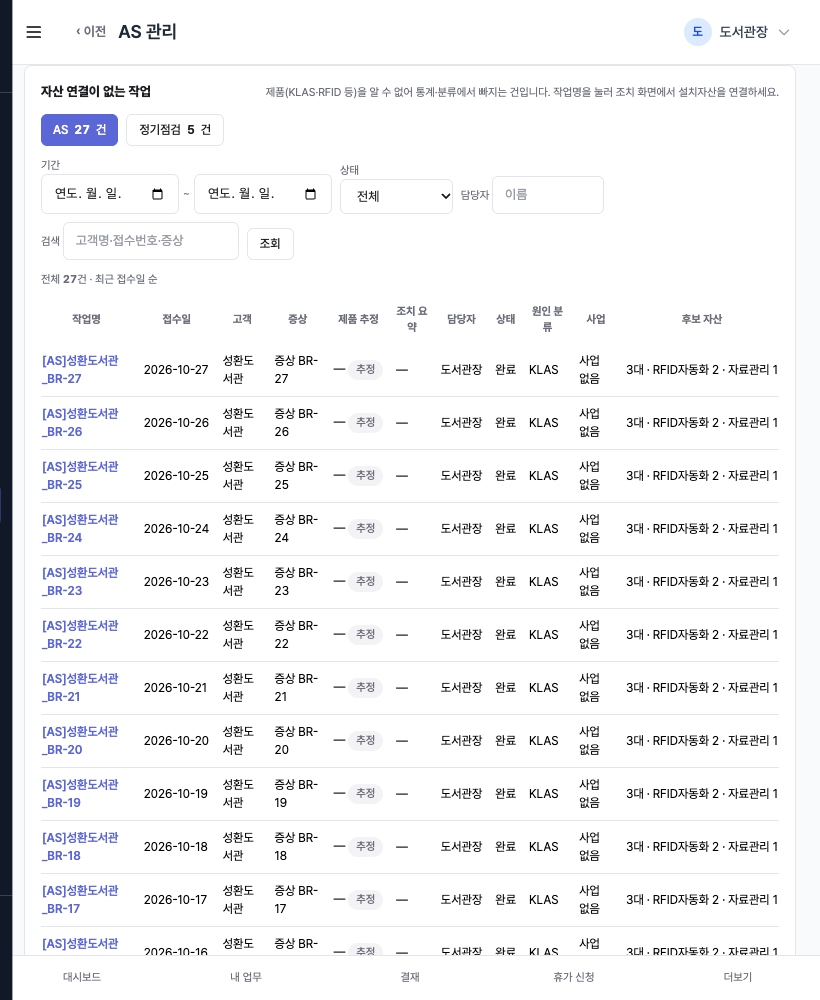 ‹ 이전 AS 관리 도 도서관장
자산 연결이 없는 작업 제품(KLAS·RFID 등)을 알 수 없어 통계·분류에서 빠지는 건입니다. 작업명을 눌러 조치 화면에서 설치자산을 연결하세요.
AS 27 건 정기점검 5 건
기간 상태
연도. 월. 일. ~ 연도. 월. 일. 전체 담당자 이름
검색 고객명·접수번호·증상 조회
전체 27건 · 최근 접수일 순
작업명 접수일 고객 증상 제품 추정 조치 요약 담당자 상태 원인 분류 사업 후보 자산
[AS]성환도서관_BR-27 2026-10-27 성환도서관 증상 BR-27 — 추정 — 도서관장 완료 KLAS 사업 없음 3대 · RFID자동화 2 · 자료관리 1
[AS]성환도서관_BR-26 2026-10-26 성환도서관 증상 BR-26 — 추정 — 도서관장 완료 KLAS 사업 없음 3대 · RFID자동화 2 · 자료관리 1
[AS]성환도서관_BR-25 2026-10-25 성환도서관 증상 BR-25 — 추정 — 도서관장 완료 KLAS 사업 없음 3대 · RFID자동화 2 · 자료관리 1
[AS]성환도서관_BR-24 2026-10-24 성환도서관 증상 BR-24 — 추정 — 도서관장 완료 KLAS 사업 없음 3대 · RFID자동화 2 · 자료관리 1
[AS]성환도서관_BR-23 2026-10-23 성환도서관 증상 BR-23 — 추정 — 도서관장 완료 KLAS 사업 없음 3대 · RFID자동화 2 · 자료관리 1
[AS]성환도서관_BR-22 2026-10-22 성환도서관 증상 BR-22 — 추정 — 도서관장 완료 KLAS 사업 없음 3대 · RFID자동화 2 · 자료관리 1
[AS]성환도서관_BR-21 2026-10-21 성환도서관 증상 BR-21 — 추정 — 도서관장 완료 KLAS 사업 없음 3대 · RFID자동화 2 · 자료관리 1
[AS]성환도서관_BR-20 2026-10-20 성환도서관 증상 BR-20 — 추정 — 도서관장 완료 KLAS 사업 없음 3대 · RFID자동화 2 · 자료관리 1
[AS]성환도서관_BR-19 2026-10-19 성환도서관 증상 BR-19 — 추정 — 도서관장 완료 KLAS 사업 없음 3대 · RFID자동화 2 · 자료관리 1
[AS]성환도서관_BR-18 2026-10-18 성환도서관 증상 BR-18 — 추정 — 도서관장 완료 KLAS 사업 없음 3대 · RFID자동화 2 · 자료관리 1
[AS]성환도서관_BR-17 2026-10-17 성환도서관 증상 BR-17 — 추정 — 도서관장 완료 KLAS 사업 없음 3대 · RFID자동화 2 · 자료관리 1
[AS]성환도서관 2026-10-16 성환도 증상 BR- — 추정 — 도서관장 완료 KLAS 사업 3대 · RFID자동화 2 · 자료관리 1
대시보드 내 업무 결재 휴가 신청 더보기